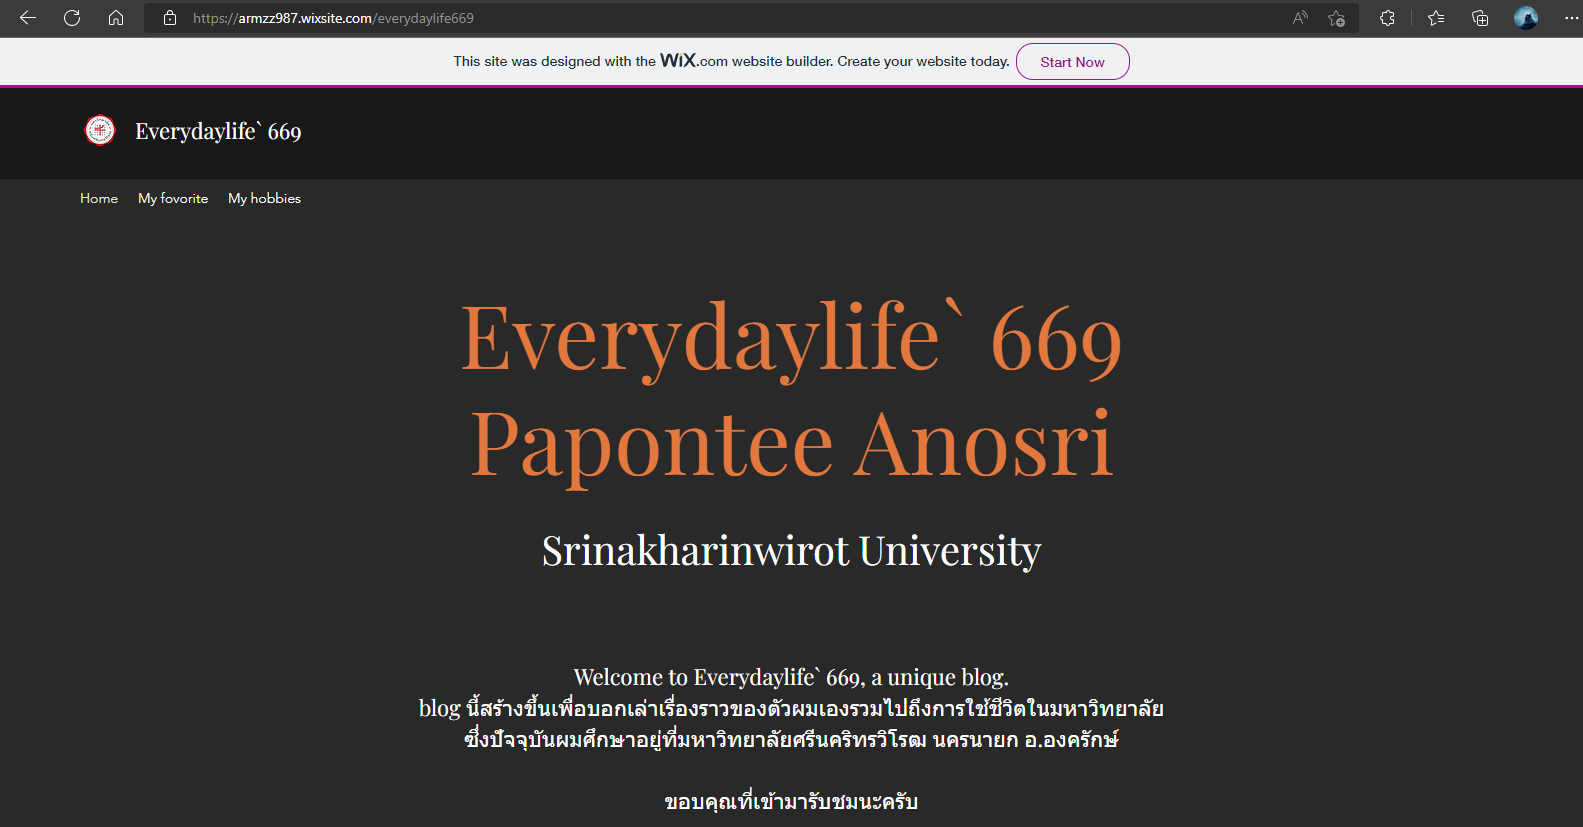 https://armzz987.wixsite.com/everydaylife669
This site was designed with the WiX.com website builder. Create your website today. Start Now
Everydaylife` 669
Home My fovorite My hobbies
Everydaylife` 669
Papontee Anosri
Srinakharinwirot University
Welcome to Everydaylife` 669, a unique blog.
blog นี้สร้างขึ้นเพื่อบอกเล่าเรื่องราวของตัวผมเองรวมไปถึงการใช้ชีวิตในมหาวิทยาลัย
ซึ่งปัจจุบันผมศึกษาอยู่ที่มหาวิทยาลัยศรีนคริทรวิโรฒ นครนายก อ.องครักษ์
ขอบคุณที่เข้ามารับชมนะครับ